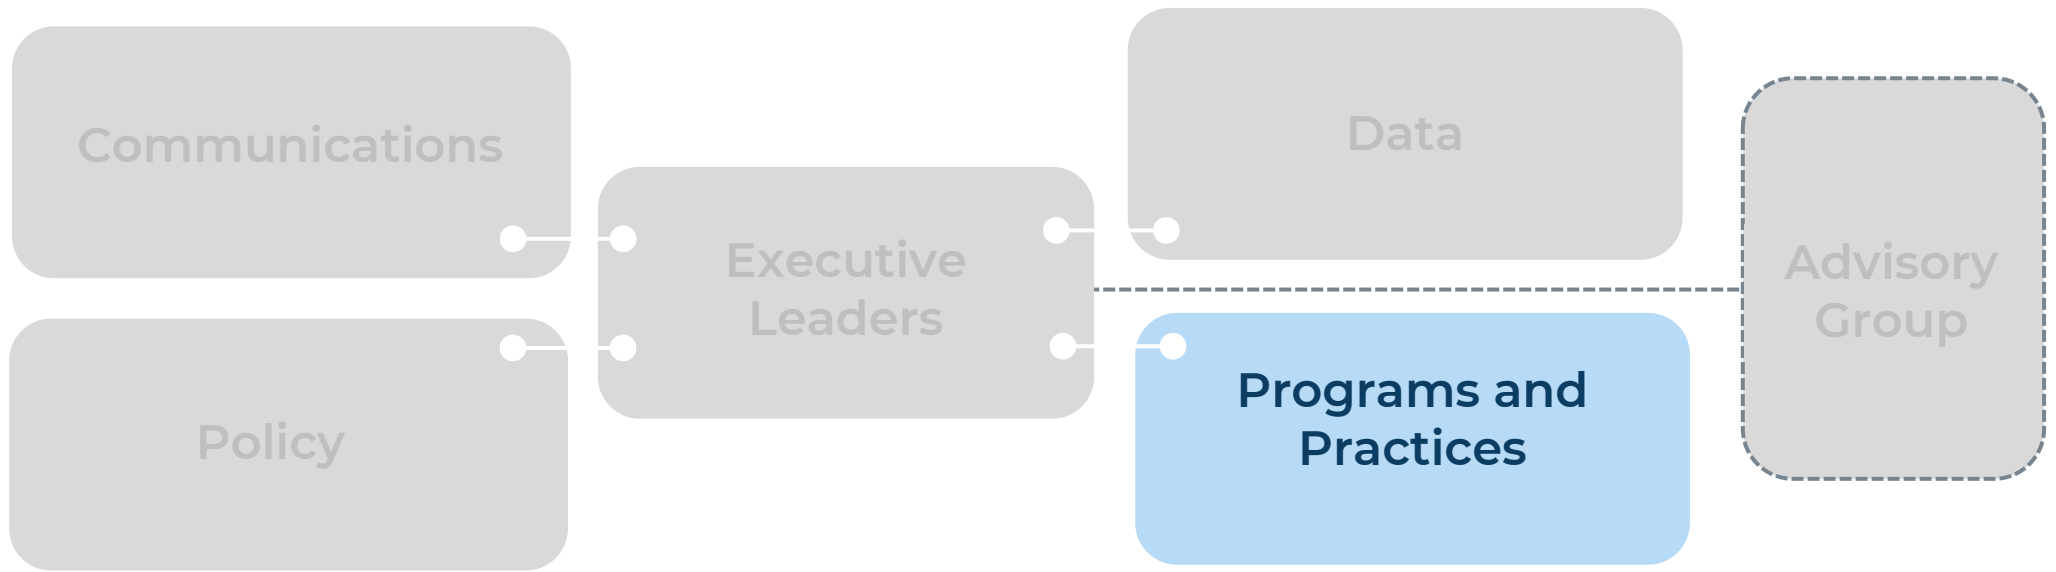 Communications
Policy
Executive
Leaders
Data
Programs and
Practices
Advisory
Group